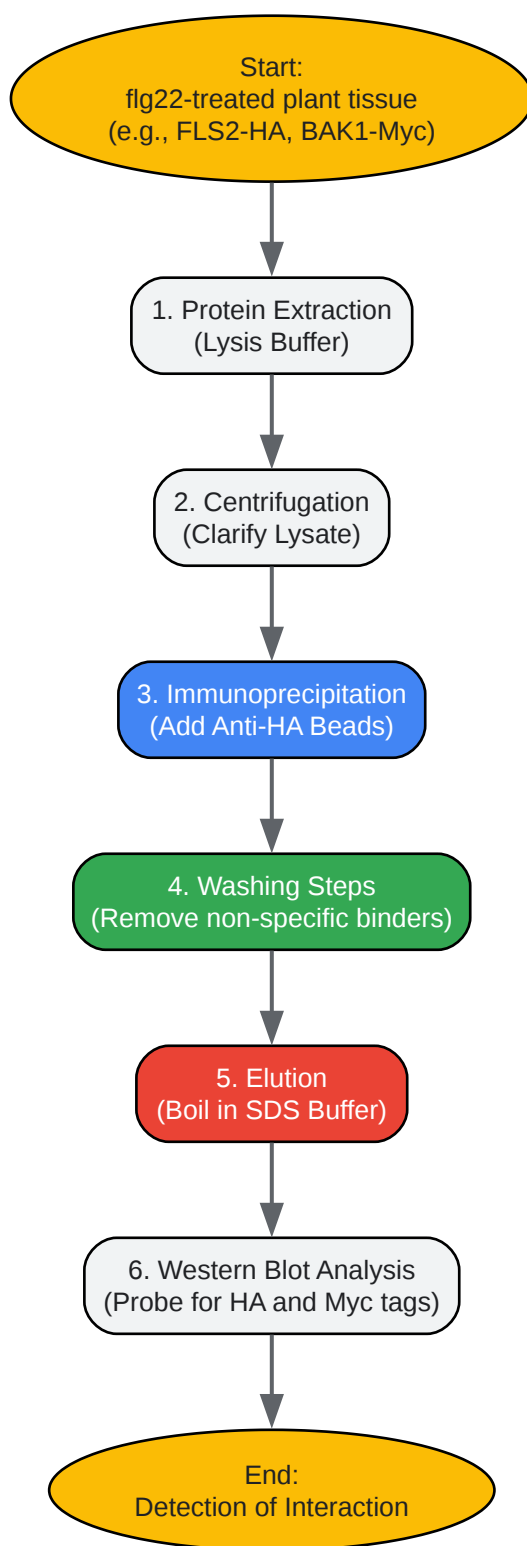 Start:
flg22-treated plant tissue
(e.g., FLS2-HA, BAK1-Myc)
1. Protein Extraction
(Lysis Buffer)
2. Centrifugation
(Clarify Lysate)
3. Immunoprecipitation
(Add Anti-HA Beads)
4. Washing Steps
(Remove non-specific binders)
5. Elution
(Boil in SDS Buffer)
6. Western Blot Analysis
(Probe for HA and Myc tags)
End:
Detection of Interaction